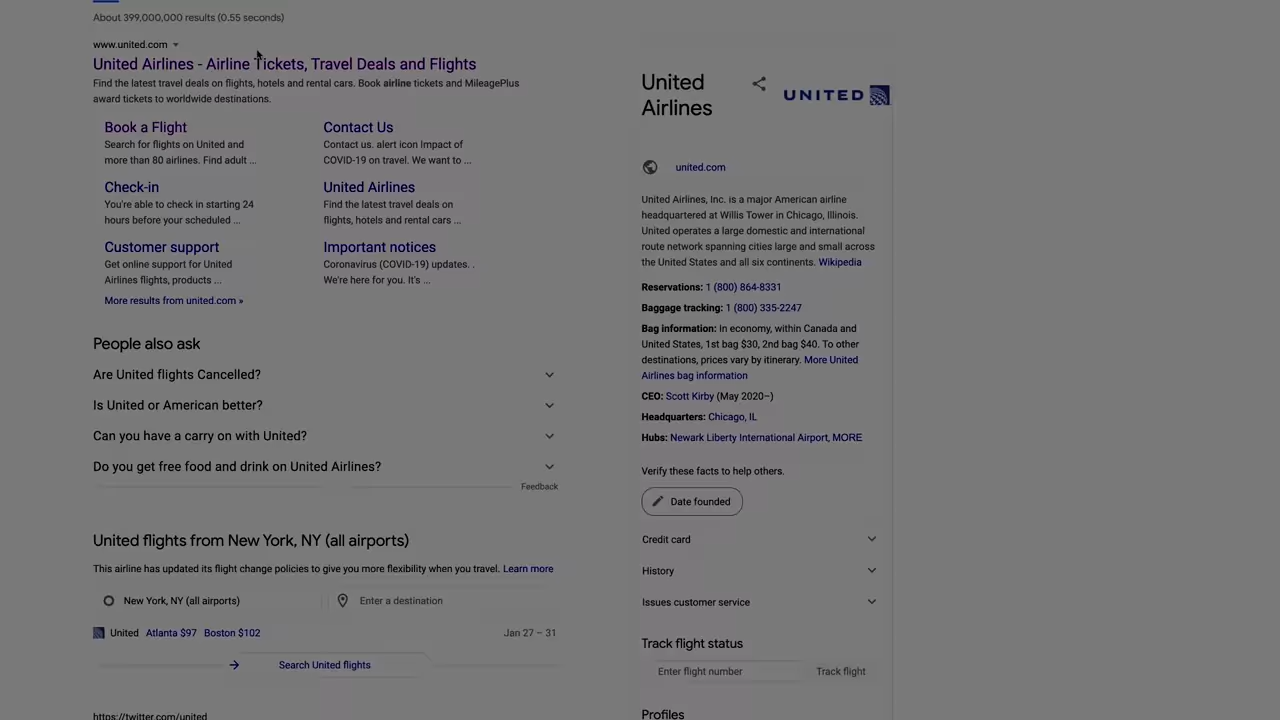 About 399,000,000 results (0.55 seconds)
www.united.com
United Airlines - Airline Tickets, Travel Deals and Flights
Find the latest travel deals on flights, hotels and rental cars. Book airline tickets and MileagePlus
award tickets to worldwide destinations.
Book a Flight
Search for flights on United and
more than 80 airlines. Find adult ...
Contact Us
Contact us. alert icon Impact of
COVID-19 on travel. We want to ...
Check-in
You're able to check in starting 24
hours before your scheduled ...
United Airlines
Find the latest travel deals on
flights, hotels and rental cars ...
Customer support
Get online support for United
Airlines flights, products ...
Important notices
Coronavirus (COVID-19) updates. .
We're here for you. It's ...
More results from united.com »
People also ask
Are United flights Cancelled?
Is United or American better?
Can you have a carry on with United?
Do you get free food and drink on United Airlines?
Feedback
United flights from New York, NY (all airports)
This airline has updated its flight change policies to give you more flexibility when you travel. Learn more
New York, NY (all airports)
Enter a destination
United Atlanta $97 Boston $102
Jan 27 – 31
Search United flights
https://twitter.com/united
United
Airlines
UNITED
united.com
United Airlines, Inc. is a major American airline
headquartered at Willis Tower in Chicago, Illinois.
United operates a large domestic and international
route network spanning cities large and small across
the United States and all six continents. Wikipedia
Reservations: 1 (800) 864-8331
Baggage tracking: 1 (800) 335-2247
Bag information: In economy, within Canada and
United States, 1st bag $30, 2nd bag $40. To other
destinations, prices vary by itinerary. More United
Airlines bag information
CEO: Scott Kirby (May 2020–)
Headquarters: Chicago, IL
Hubs: Newark Liberty International Airport, MORE
Verify these facts to help others.
Date founded
Credit card
History
Issues customer service
Track flight status
Enter flight number
Track flight
Profiles